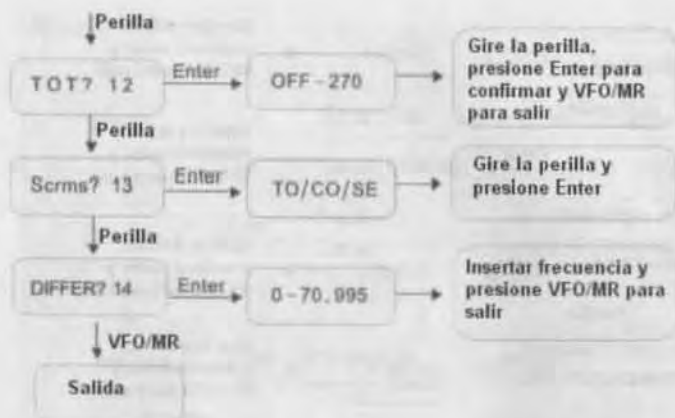 Perilla
TOT? 12
Enter
OFF-270
Gire la perilla,
presione Enter para
confirmar y VFO/MR
para salir
Perilla
Scrms? 13
Enter
TO/CO/SE
Gire la perilla y
presione Enter
Perilla
DIFFER? 14
Enter
0-70.995
Insertar frecuencia y
presione VFO/MR para
salir
VFO/MR
Salida